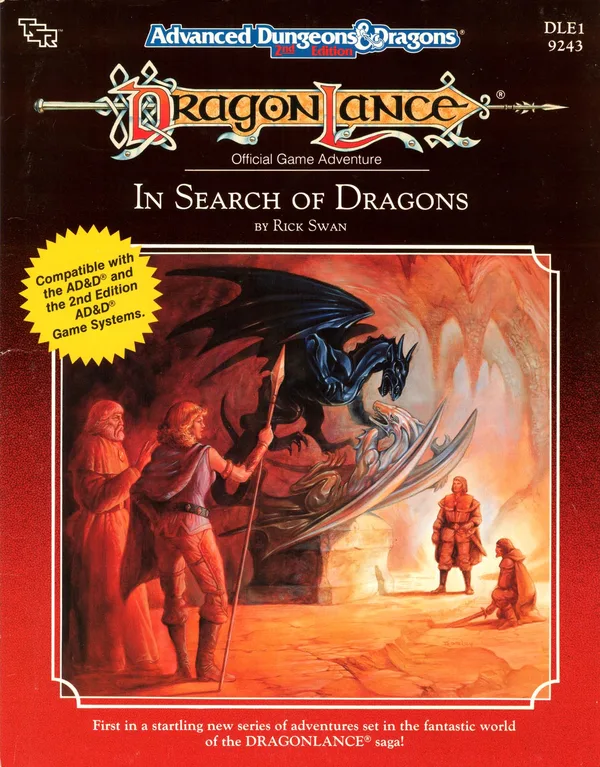 TSR
DLE1
9243
Advanced Dungeons & Dragons®
2nd Edition
DRAGONLANCE®
Official Game Adventure
IN SEARCH OF DRAGONS
BY RICK SWAN
Compatible with
the AD&D® and
the 2nd Edition
AD&D®
Game Systems.
First in a startling new series of adventures set in the fantastic world
of the DRAGONLANCE® saga!